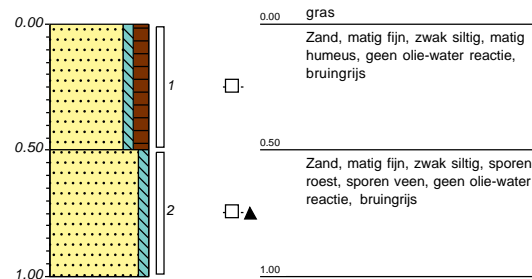 0.00
0.50
1.00
1
2
0.00
gras
Zand, matig fijn, zwak siltig, matig
humeus, geen olie-water reactie,
bruingrijs
0.50
Zand, matig fijn, zwak siltig, sporen
roest, sporen veen, geen olie-water
reactie, bruingrijs
1.00